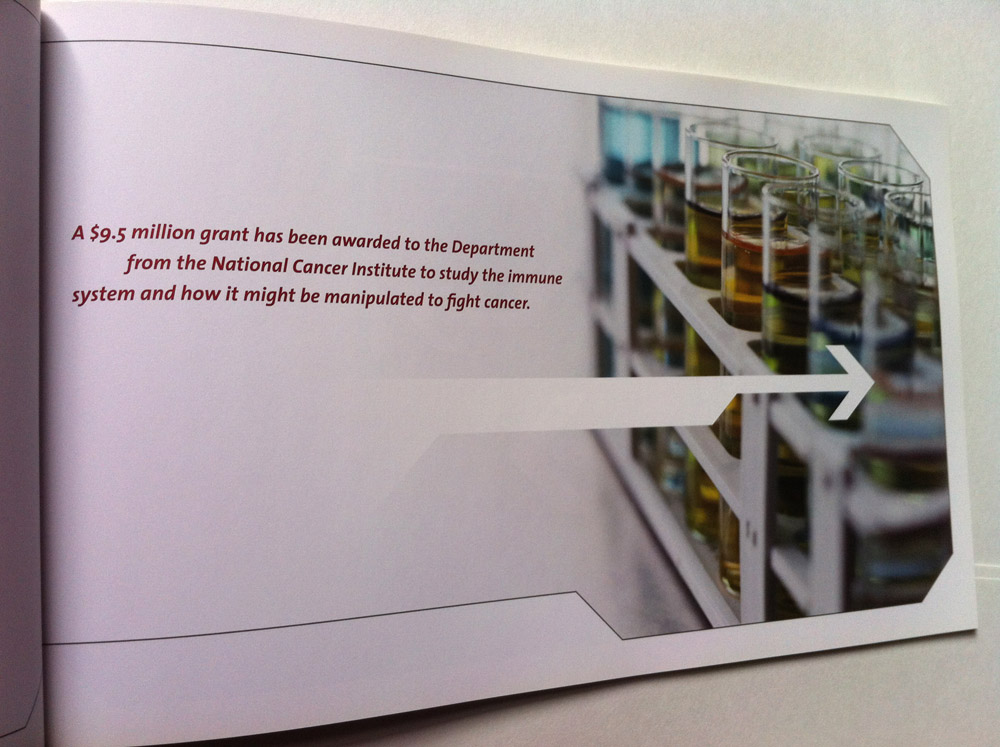 A $9.5 million grant has been awarded to the Department
from the National Cancer Institute to study the immune
system and how it might be manipulated to fight cancer.